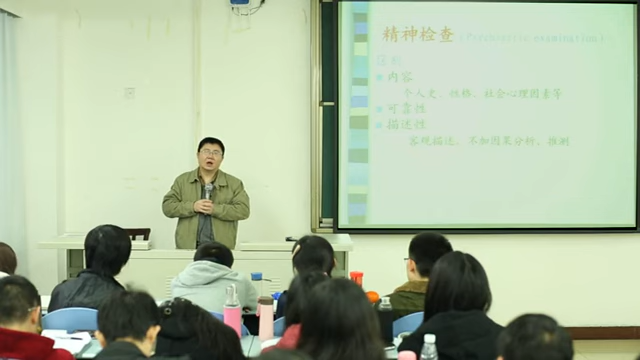 精神检查（Psychiatric examination）
区别
内容
个人史、性格、社会心理因素等
可靠性
描述性
客观描述、不加因果分析、推测